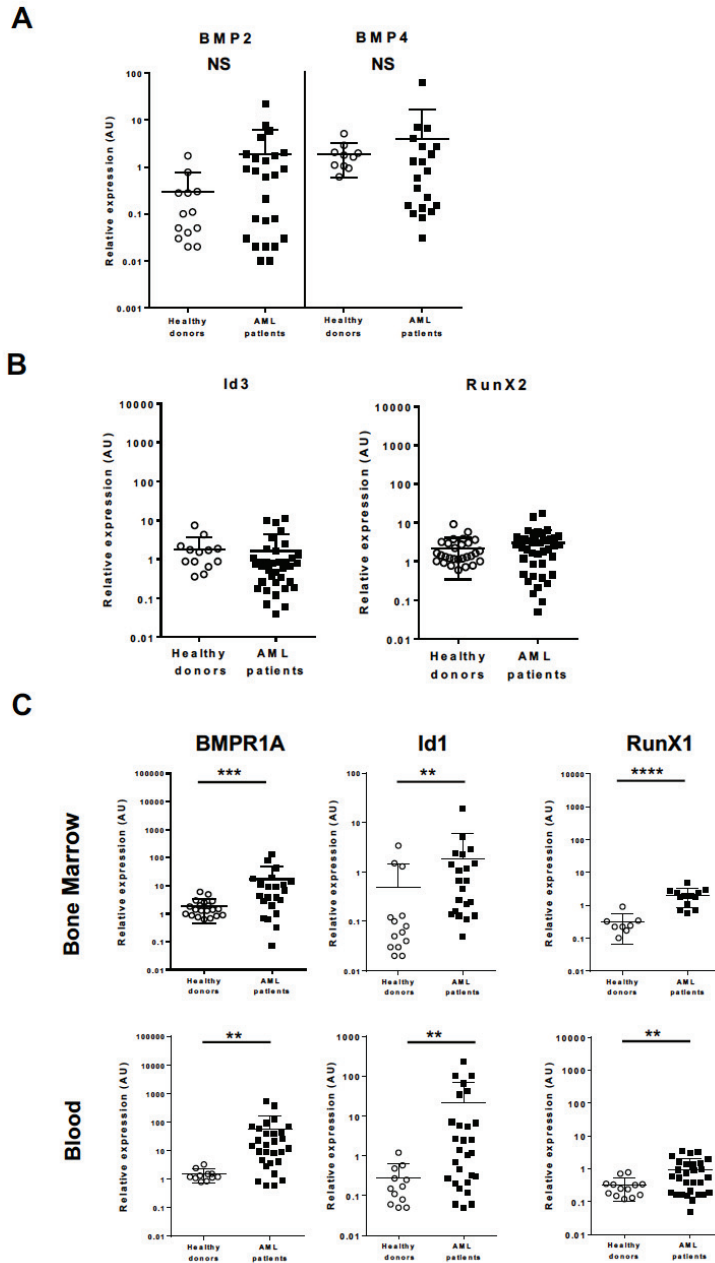 A
BMP2 BMP4
NS NS
Relative expression (AU)
100
10
1
0.1
0.01
0.001
Healthy donors
AML patients
Healthy donors
AML patients
B
Id3 RunX2
Relative expression (AU)
10000
1000
100
10
1
0.1
0.01
Healthy donors
AML patients
Relative expression (AU)
10000
1000
100
10
1
0.1
0.01
Healthy donors
AML patients
C
BMPR1A Id1 RunX1
Bone Marrow
Relative expression (AU)
100000
10000
1000
100
10
1
0.1
0.01
***
Healthy donors
AML patients
Relative expression (AU)
100
10
1
0.1
0.01
**
Healthy donors
AML patients
Relative expression (AU)
10000
1000
100
10
1
0.1
0.01
****
Healthy donors
AML patients
Blood
Relative expression (AU)
100000
10000
1000
100
10
1
0.1
0.01
**
Healthy donors
AML patients
Relative expression (AU)
1000
100
10
1
0.1
0.01
**
Healthy donors
AML patients
Relative expression (AU)
10000
1000
100
10
1
0.1
0.01
**
Healthy donors
AML patients